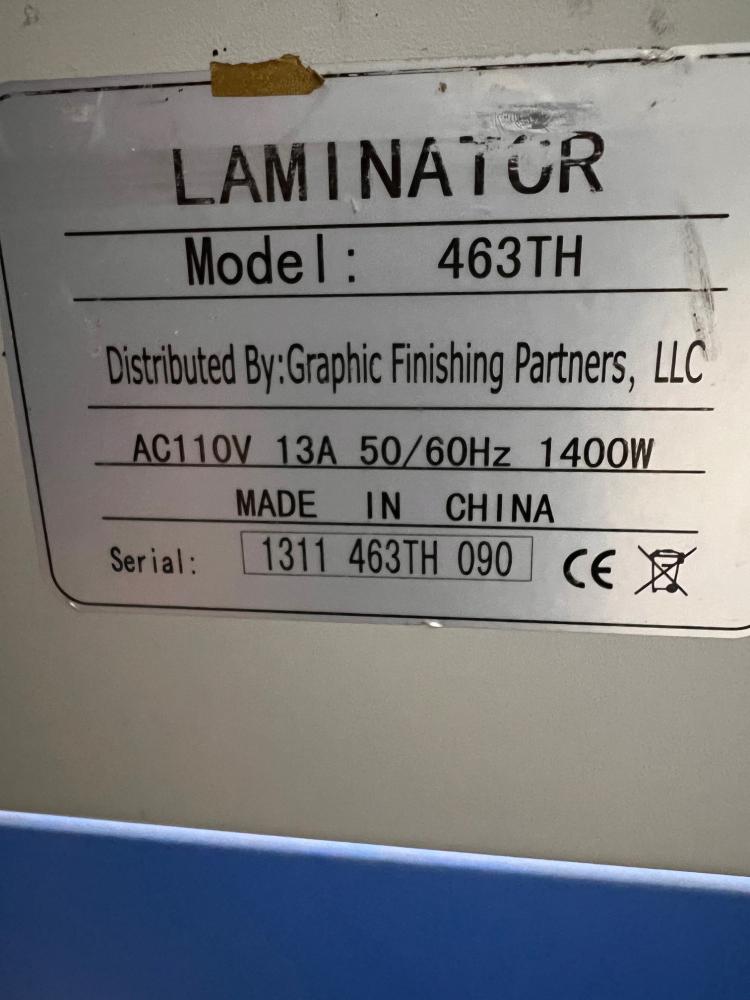 LAMINATOR
Model: 463TH
Distributed By:Graphic Finishing Partners, LLC
AC110V 13A 50/60Hz 1400W
MADE IN CHINA
Serial: 1311 463TH 090 CE